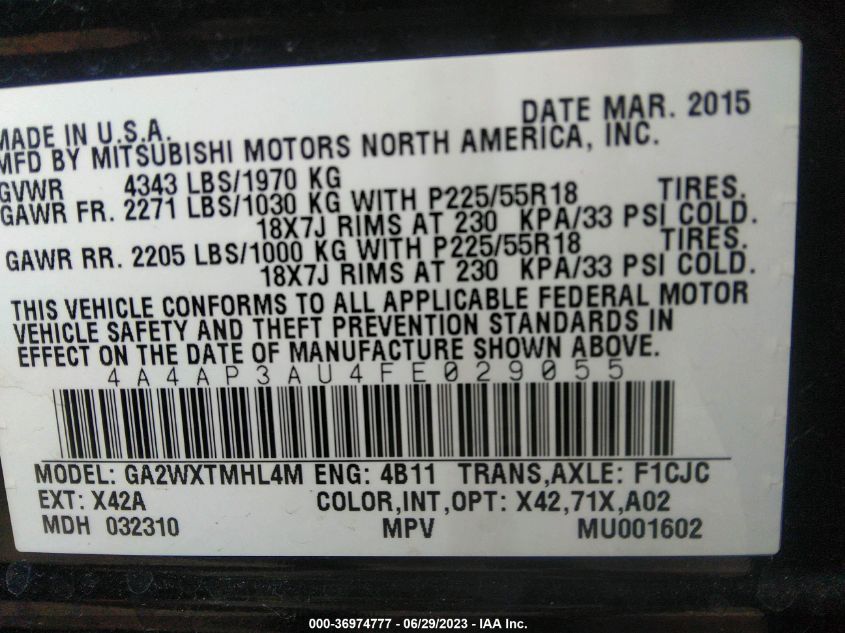 DATE MAR. 2015
MADE IN U.S.A.
MFD BY MITSUBISHI MOTORS NORTH AMERICA, INC.
GVWR 4343 LBS/1970 KG
GAWR FR. 2271 LBS/1030 KG WITH P225/55R18 TIRES.
18X7J RIMS AT 230 KPA/33 PSI COLD.
GAWR RR. 2205 LBS/1000 KG WITH P225/55R18 TIRES.
18X7J RIMS AT 230 KPA/33 PSI COLD.
THIS VEHICLE CONFORMS TO ALL APPLICABLE FEDERAL MOTOR
VEHICLE SAFETY AND THEFT PREVENTION STANDARDS IN
EFFECT ON THE DATE OF MANUFACTURE SHOWN ABOVE.
4A4AP3AU4FE029055
MODEL: GA2WXTMHL4M ENG: 4B11 TRANS,AXLE: F1CJC
EXT: X42A COLOR,INT,OPT: X42,71X,A02
MDH 032310 MPV MU001602
000-36974777 - 06/29/2023 - IAA Inc.